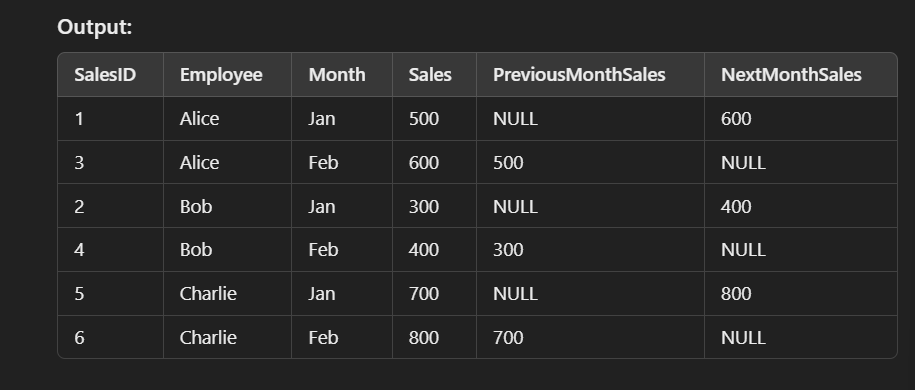 Output:
SalesID Employee Month Sales PreviousMonthSales NextMonthSales
1 Alice Jan 500 NULL 600
3 Alice Feb 600 500 NULL
2 Bob Jan 300 NULL 400
4 Bob Feb 400 300 NULL
5 Charlie Jan 700 NULL 800
6 Charlie Feb 800 700 NULL